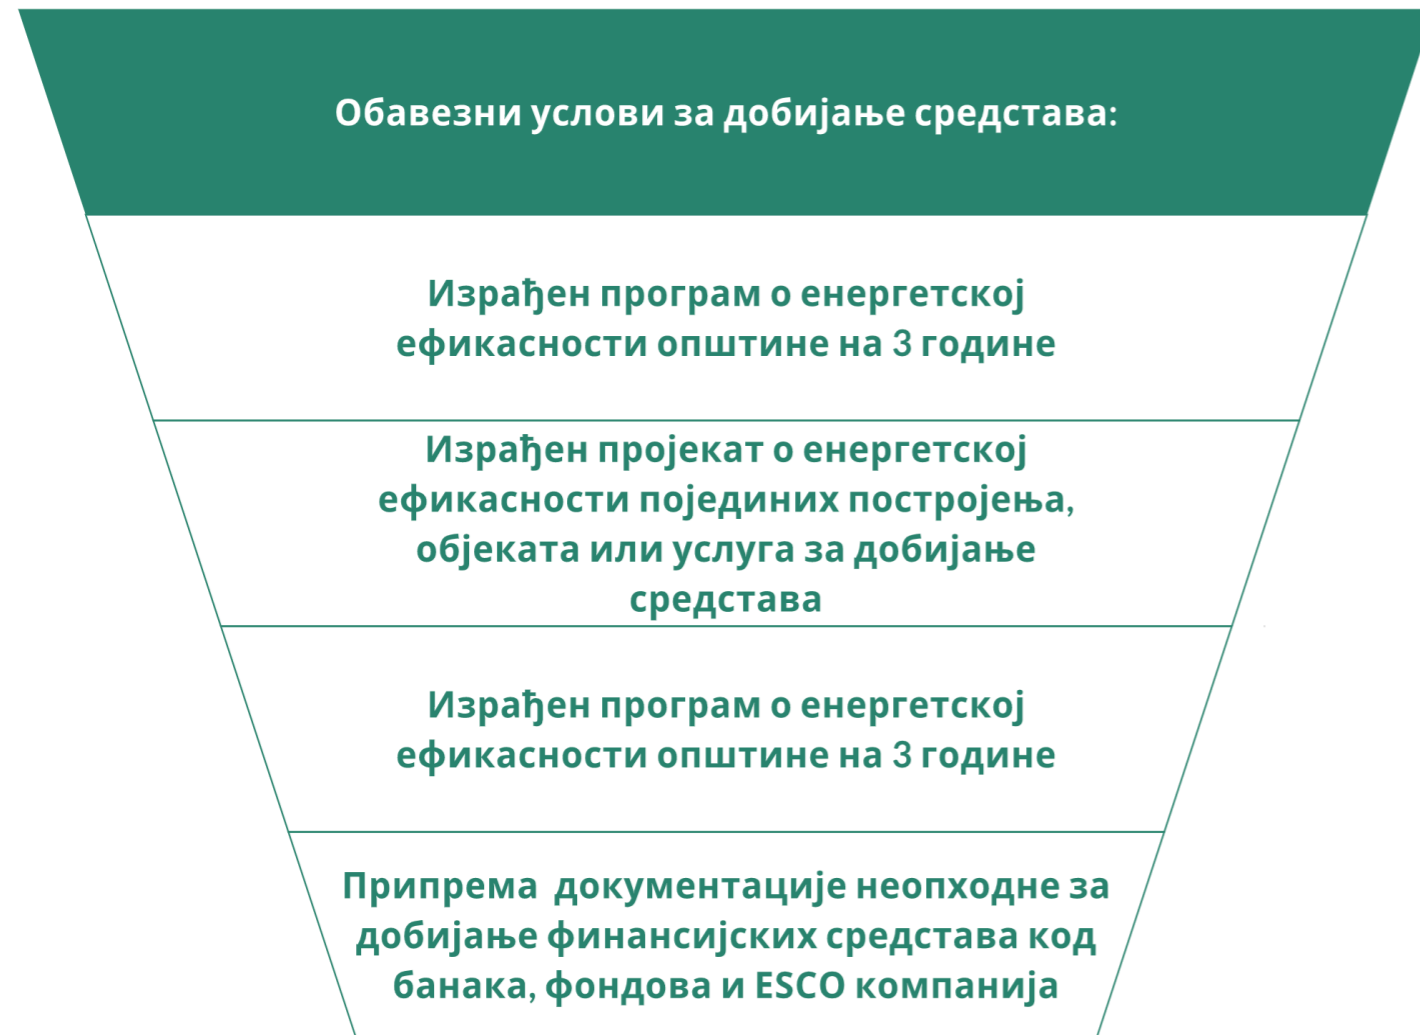 Обавезни услови за добијање средстава:
Израђен програм о енергетској
ефикасности општине на 3 године
Израђен пројекат о енергетској
ефикасности појединих постројења,
објеката или услуга за добијање
средстава
Израђен програм о енергетској
ефикасности општине на 3 године
Припрема документације неопходне за
добијање финансијских средстава код
банака, фондова и ESCO компанија